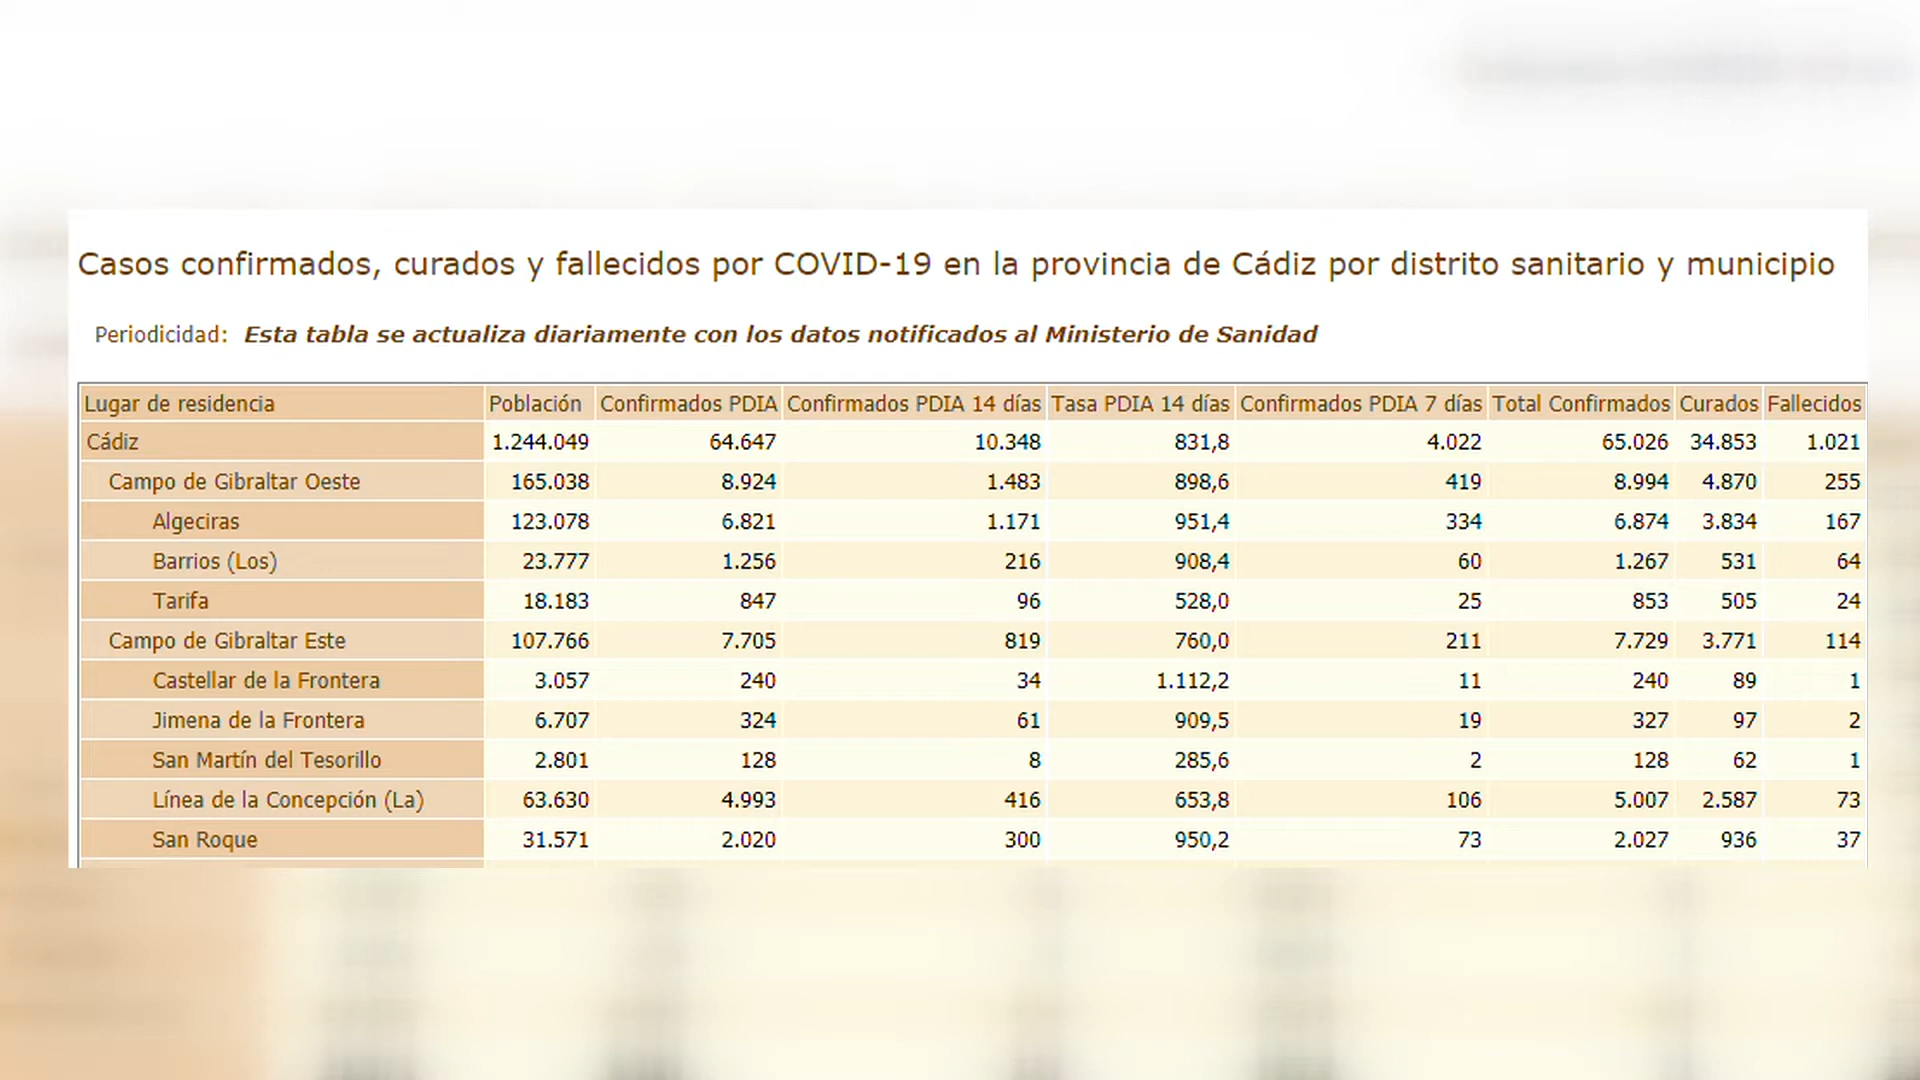 Casos confirmados, curados y fallecidos por COVID-19 en la provincia de Cádiz por distrito sanitario y municipio
Periodicidad: Esta tabla se actualiza diariamente con los datos notificados al Ministerio de Sanidad
Lugar de residencia Población Confirmados PDIA Confirmados PDIA 14 días Tasa PDIA 14 días Confirmados PDIA 7 días Total Confirmados Curados Fallecidos
Cádiz 1.244.049 64.647 10.348 831,8 4.022 65.026 34.853 1.021
Campo de Gibraltar Oeste 165.038 8.924 1.483 898,6 419 8.994 4.870 255
Algeciras 123.078 6.821 1.171 951,4 334 6.874 3.834 167
Barrios (Los) 23.777 1.256 216 908,4 60 1.267 531 64
Tarifa 18.183 847 96 528,0 25 853 505 24
Campo de Gibraltar Este 107.766 7.705 819 760,0 211 7.729 3.771 114
Castellar de la Frontera 3.057 240 34 1.112,2 11 240 89 1
Jimena de la Frontera 6.707 324 61 909,5 19 327 97 2
San Martín del Tesorillo 2.801 128 8 285,6 2 128 62 1
Línea de la Concepción (La) 63.630 4.993 416 653,8 106 5.007 2.587 73
San Roque 31.571 2.020 300 950,2 73 2.027 936 37